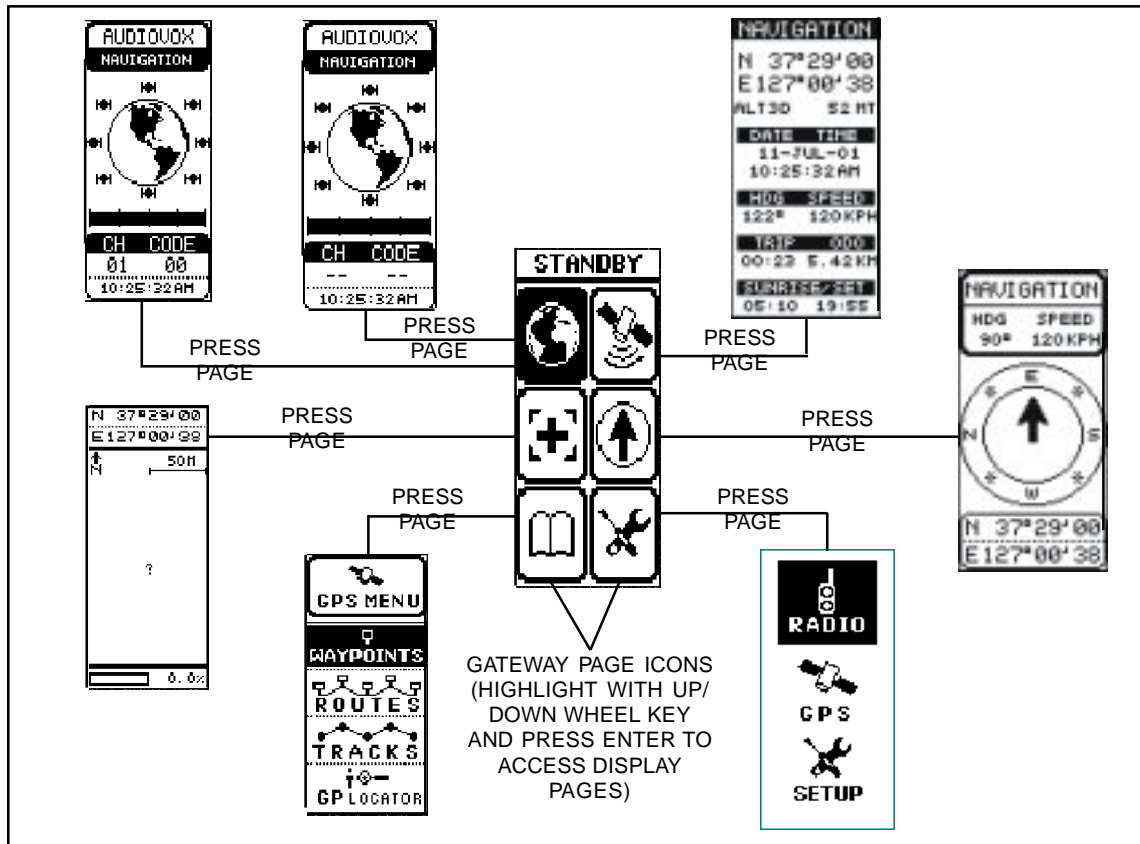 AUDIOVOX
NAVIGATION
CH CODE
01 00
10:25:32AM
AUDIOVOX
NAVIGATION
CH CODE
-- --
10:25:32AM
NAVIGATION
N 37°29'00
E127°00'38
ALT3D 52 MT
DATE TIME
11-JUL-01
10:25:32AM
HDG SPEED
122° 120KPH
TRIP ODO
00:23 5.42KM
SUNRISE/SET
05:10 19:55
STANDBY
PRESS
PAGE
PRESS
PAGE
PRESS
PAGE
NAVIGATION
HDG SPEED
90° 120KPH
E
N S
W
N 37°29'00
E127°00'38
N 37°29'00
E127°00'38
N
50M
?
0.0%
PRESS
PAGE
PRESS
PAGE
PRESS
PAGE
PRESS
PAGE
GPS MENU
WAYPOINTS
ROUTES
TRACKS
GP LOCATOR
GATEWAY PAGE ICONS
(HIGHLIGHT WITH UP/
DOWN WHEEL KEY
AND PRESS ENTER TO
ACCESS DISPLAY
PAGES)
RADIO
GPS
SETUP